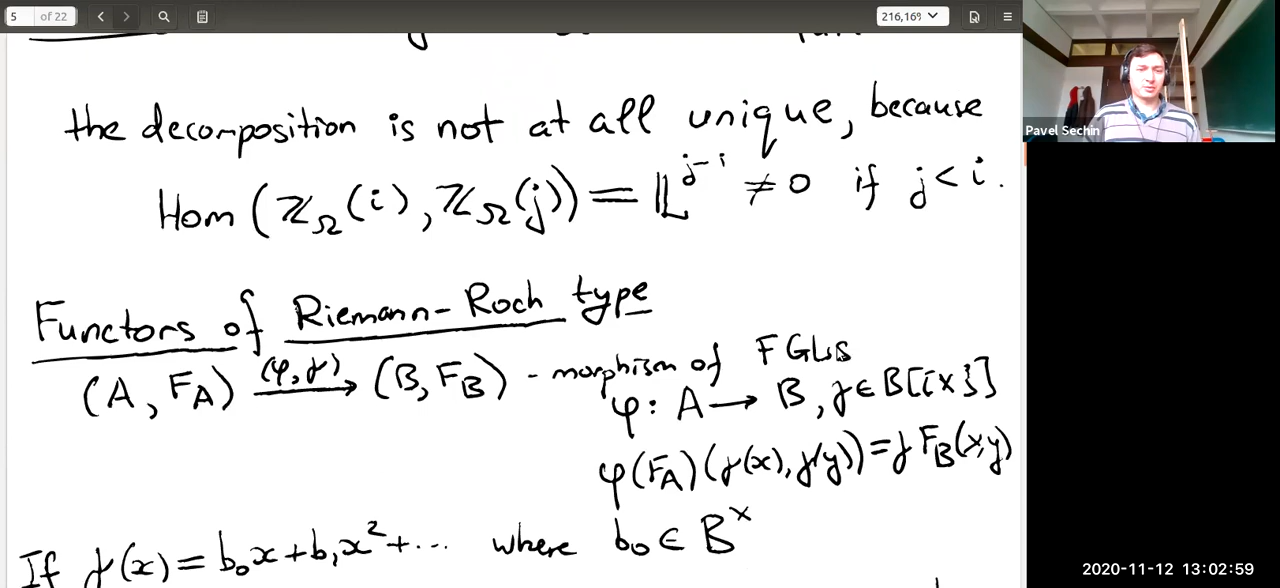 5 of 22
216,16%
Pavel Sechin
the decomposition is not at all unique, because
Hom (ℤ_Ω(i), ℤ_Ω(j)) = 𝕃^{j-i} ≠ 0 if j < i.
Functors of Riemann-Roch type
(A, F_A) →^{(φ, γ)} (B, F_B) - morphism of FGLs
φ: A → B, γ ∈ B[[x]]
φ(F_A)(γ(x), γ(y)) = γ F_B(x,y)
If γ(x) = b₀x + b₁x² + ... where b₀ ∈ B^×
2020-11-12 13:02:59